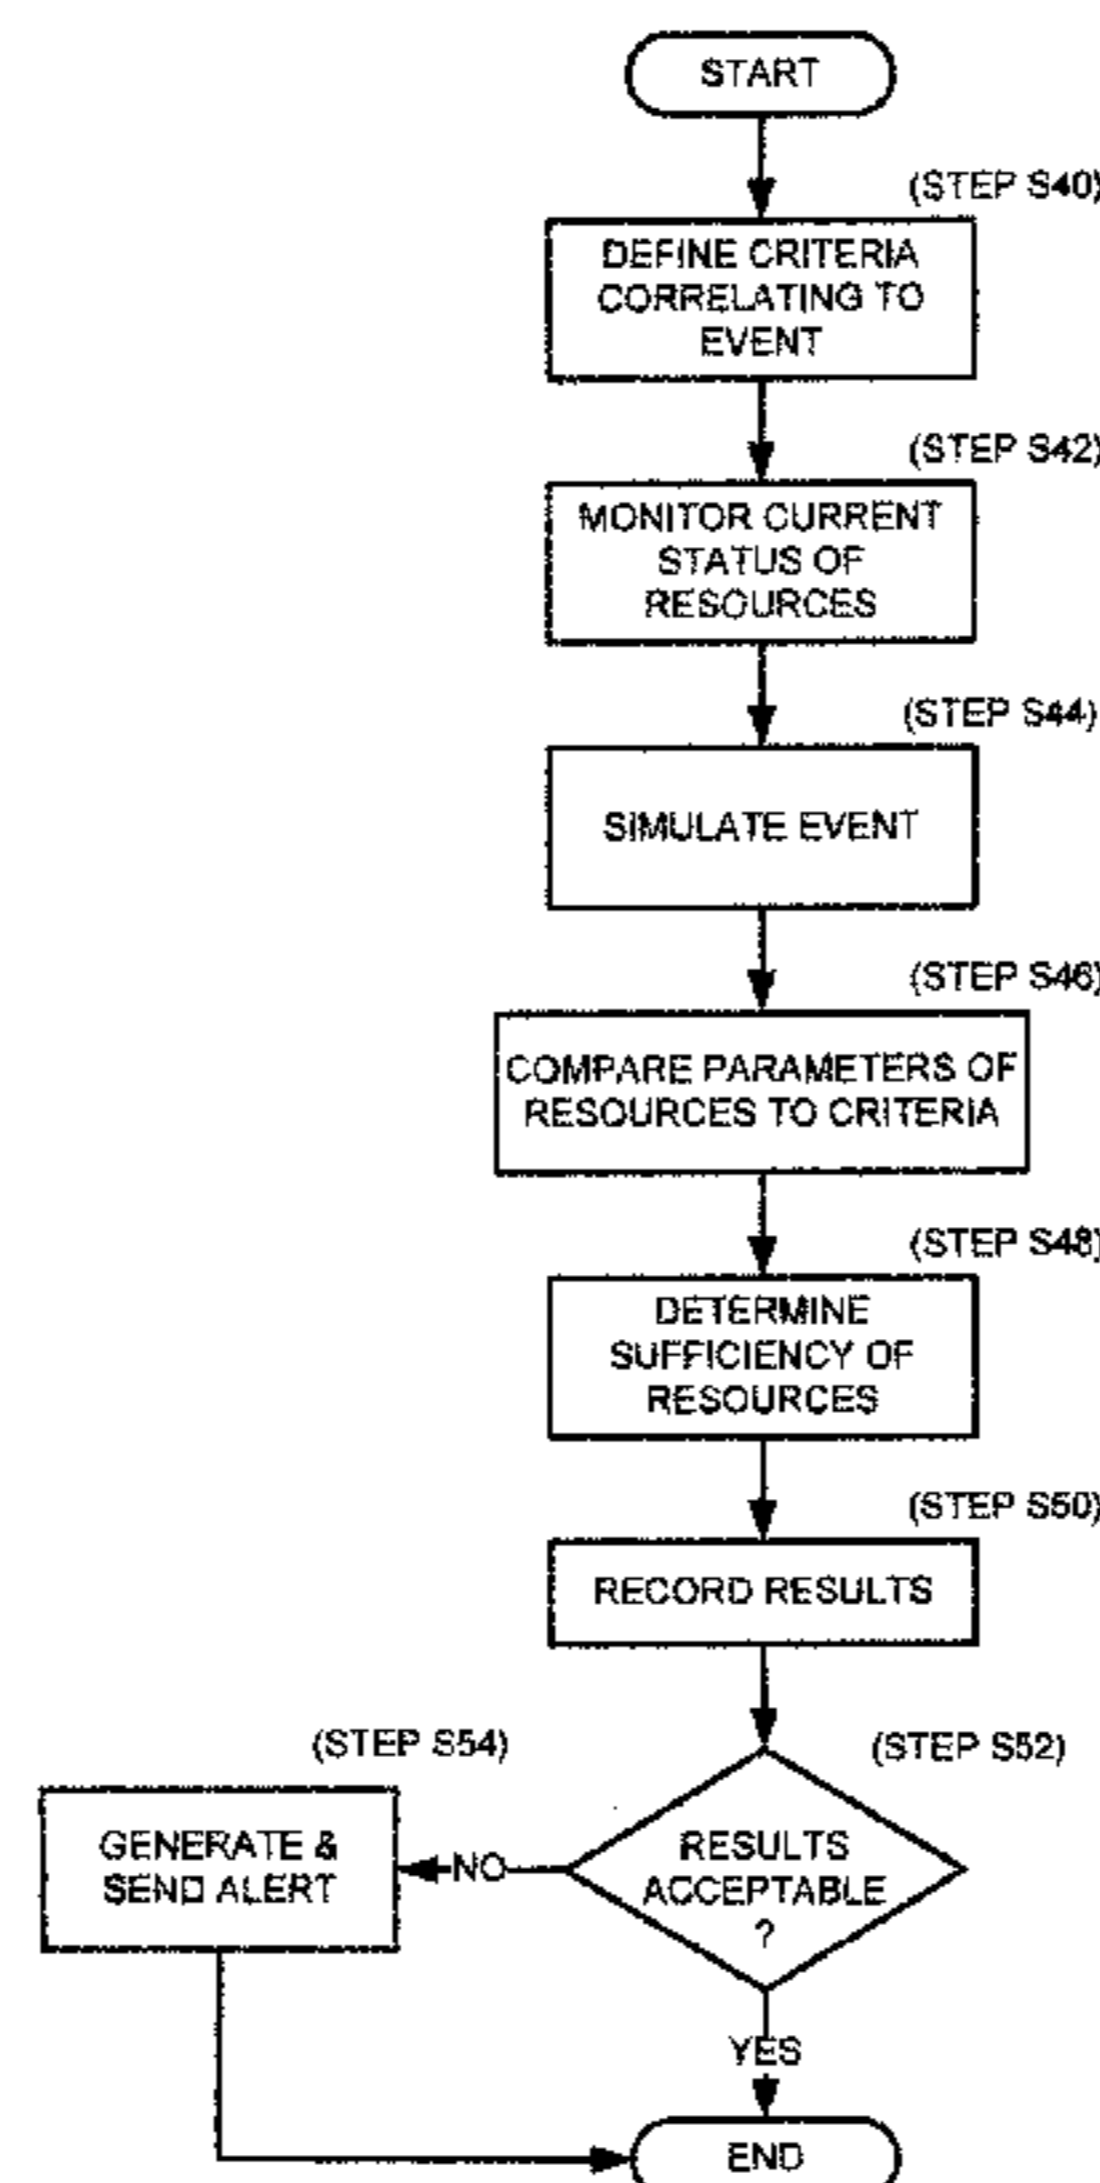 START
(STEP S40)
DEFINE CRITERIA
CORRELATING TO
EVENT
(STEP S42)
MONITOR CURRENT
STATUS OF
RESOURCES
(STEP S44)
SIMULATE EVENT
(STEP S46)
COMPARE PARAMETERS OF
RESOURCES TO CRITERIA
(STEP S48)
DETERMINE
SUFFICIENCY OF
RESOURCES
(STEP S50)
RECORD RESULTS
(STEP S54)
(STEP S52)
GENERATE &
SEND ALERT
NO
RESULTS
ACCEPTABLE
?
YES
END